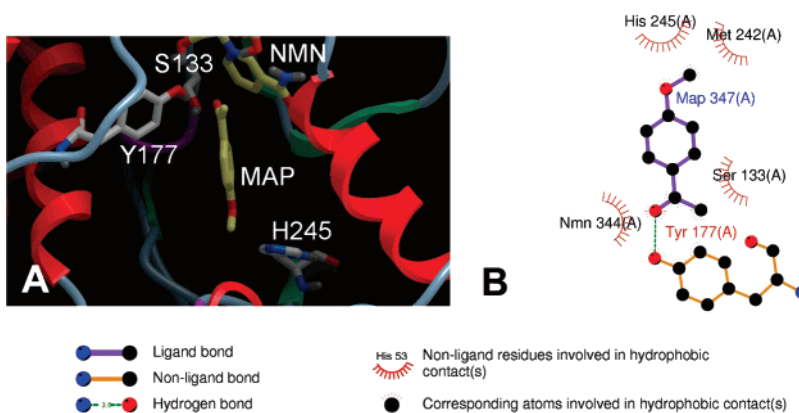 S133
NMN
Y177
MAP
H245
A
His 245(A)
Met 242(A)
Map 347(A)
Ser 133(A)
Nmn 344(A)
Tyr 177(A)
B
Ligand bond
Non-ligand bond
3.0 Hydrogen bond
His 53 Non-ligand residues involved in hydrophobic
contact(s)
Corresponding atoms involved in hydrophobic contact(s)